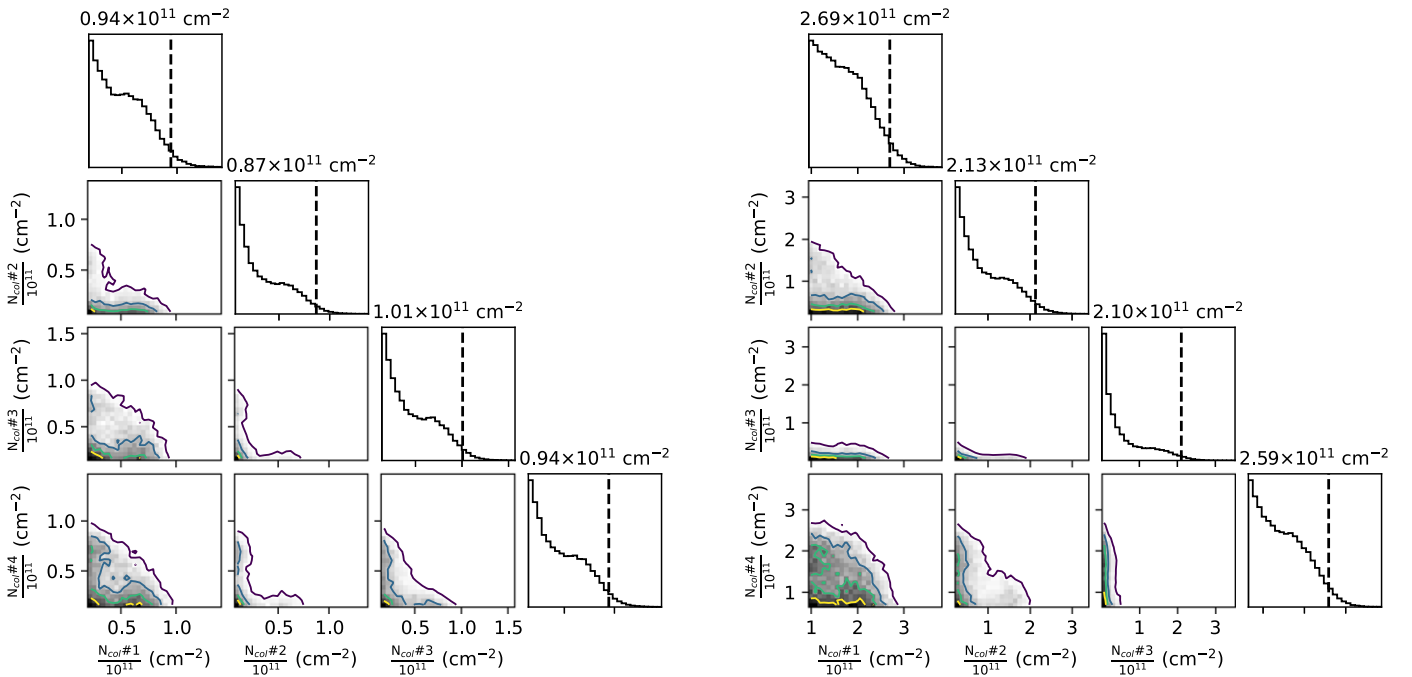 0.94×10¹¹ cm⁻²
2.69×10¹¹ cm⁻²
0.87×10¹¹ cm⁻²
2.13×10¹¹ cm⁻²
N_col#2/10¹¹ (cm⁻²)
1.0
0.5
N_col#2/10¹¹ (cm⁻²)
3
2
1
1.01×10¹¹ cm⁻²
2.10×10¹¹ cm⁻²
N_col#3/10¹¹ (cm⁻²)
1.5
1.0
0.5
N_col#3/10¹¹ (cm⁻²)
3
2
1
0.94×10¹¹ cm⁻²
2.59×10¹¹ cm⁻²
N_col#4/10¹¹ (cm⁻²)
1.0
0.5
N_col#4/10¹¹ (cm⁻²)
3
2
1
0.5 1.0
0.5 1.0
0.5 1.0 1.5
1 2 3
1 2 3
1 2 3
N_col#1/10¹¹ (cm⁻²)
N_col#2/10¹¹ (cm⁻²)
N_col#3/10¹¹ (cm⁻²)
N_col#1/10¹¹ (cm⁻²)
N_col#2/10¹¹ (cm⁻²)
N_col#3/10¹¹ (cm⁻²)